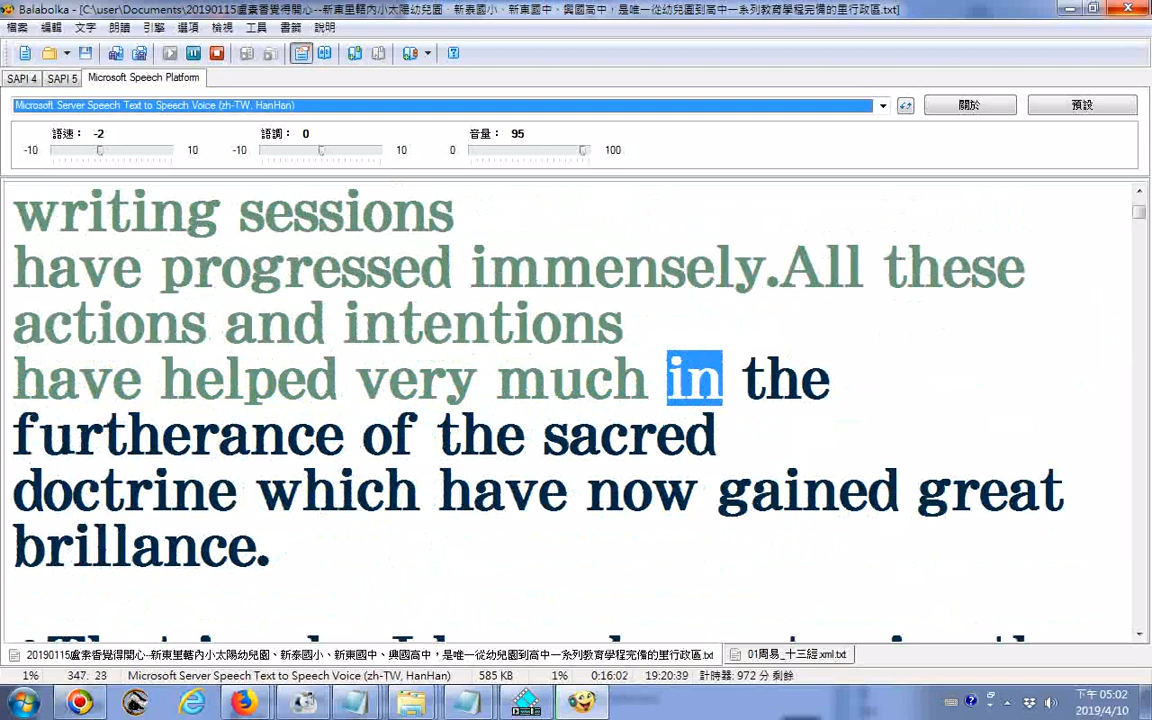 Balabolka - [C:\user\Documents\20190115盧素香覺得開心--新東里轄內小太陽幼兒園、新泰國小、新東國中、興國高中，是唯一從幼兒園到高中一系列教育學程完備的里行政區.txt]
檔案 編輯 文字 朗讀 引擎 選項 檢視 工具 書籤 說明
SAPI 4 SAPI 5 Microsoft Speech Platform
Microsoft Server Speech Text to Speech Voice (zh-TW, HanHan) 關於 預設
語速： -2 語調： 0 音量： 95
-10 10 -10 10 0 100
writing sessions
have progressed immensely.All these
actions and intentions
have helped very much in the
furtherance of the sacred
doctrine which have now gained great
brillance.
20190115盧素香覺得開心--新東里轄內小太陽幼兒園、新泰國小、新東國中、興國高中，是唯一從幼兒園到高中一系列教育學程完備的里行政區.txt 01周易_十三經.txt
1% 347. 23 Microsoft Server Speech Text to Speech Voice (zh-TW, HanHan) 585 KB 1% 0:16:02 19:20:39 計時器: 972 分 剩餘
下午 05:02
2019/4/10